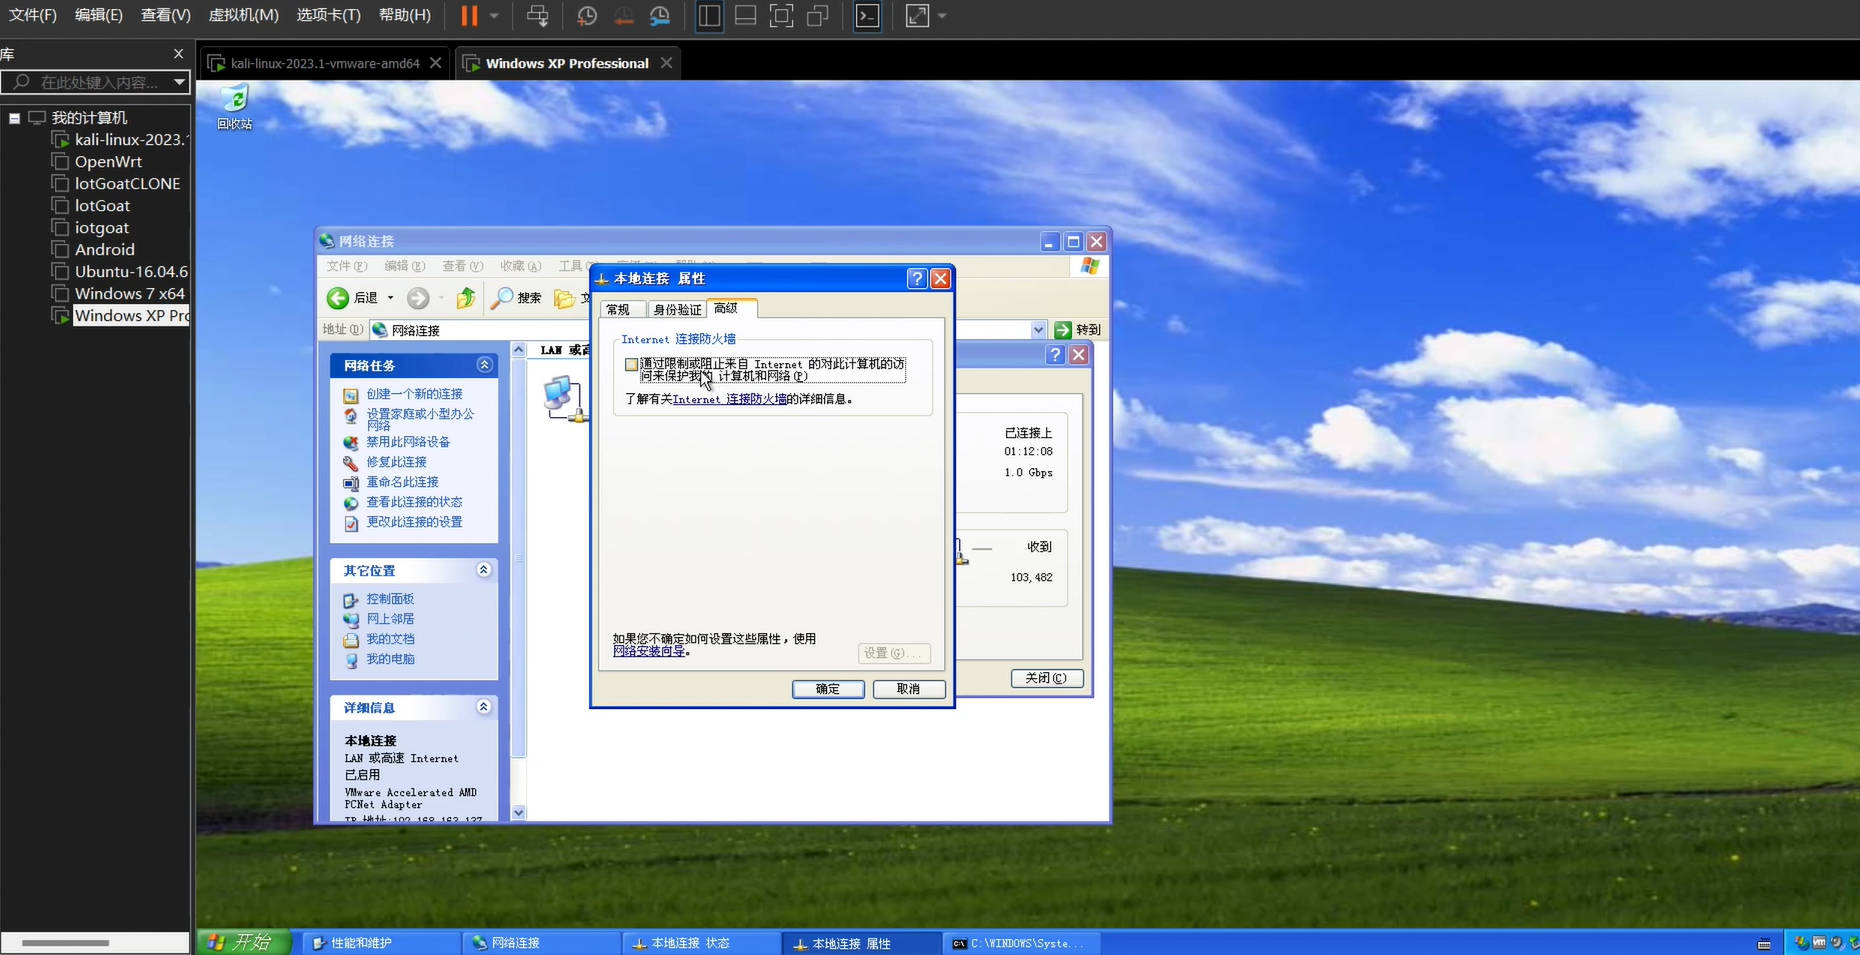 文件(F) 编辑(E) 查看(V) 虚拟机(M) 选项卡(T) 帮助(H)
库
在此处键入内容...
我的计算机
kali-linux-2023.
OpenWrt
IotGoatCLONE
IotGoat
iotgoat
Android
Ubuntu-16.04.6
Windows 7 x64
Windows XP Pro
kali-linux-2023.1-vmware-amd64
Windows XP Professional
回收站
网络连接
文件(F) 编辑(E) 查看(V) 收藏(A) 工具(
后退
搜索
文
地址(D)
网络连接
转到
网络任务
创建一个新的连接
设置家庭或小型办公
网络
禁用此网络设备
修复此连接
重命名此连接
查看此连接的状态
更改此连接的设置
其它位置
控制面板
网上邻居
我的文档
我的电脑
详细信息
本地连接
LAN 或高速 Internet
已启用
VMware Accelerated AMD
PCNet Adapter
IP 地址:192.168.163.137
LAN 或高
本地连接 属性
常规 身份验证 高级
Internet 连接防火墙
通过限制或阻止来自 Internet 的对此计算机的访
问来保护我的 计算机和网络(P)
了解有关Internet 连接防火墙的详细信息。
如果您不确定如何设置这些属性，使用
网络安装向导。
设置(G)...
确定
取消
已连接上
01:12:08
1.0 Gbps
收到
103,482
关闭(C)
开始
性能和维护
网络连接
本地连接 状态
本地连接 属性
C:\WINDOWS\Syste...